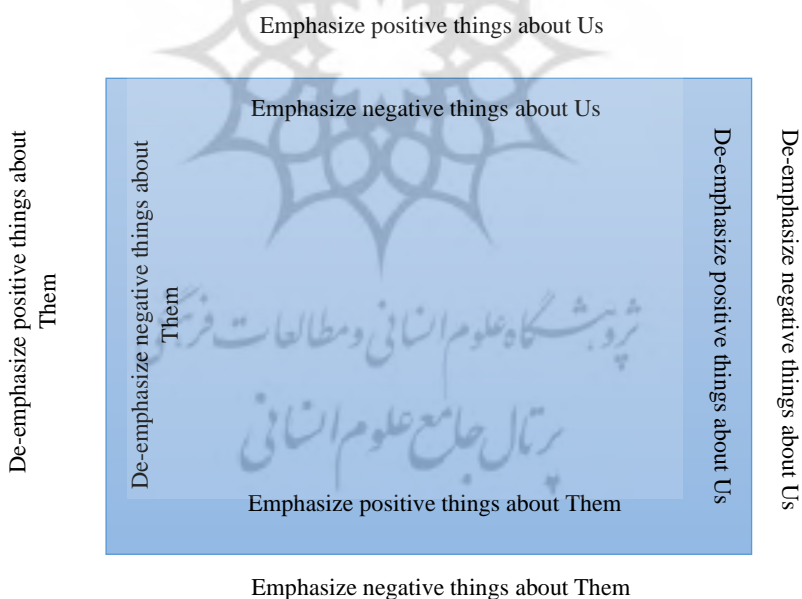 Emphasize positive things about Us
Emphasize negative things about Us
De-emphasize positive things about
Them
De-emphasize negative things about
Them
De-emphasize positive things about Us
De-emphasize negative things about Us
پژوهشگاه علوم انسانی و مطالعات فرهنگی
پرتال جامع علوم انسانی
Emphasize positive things about Them
Emphasize negative things about Them